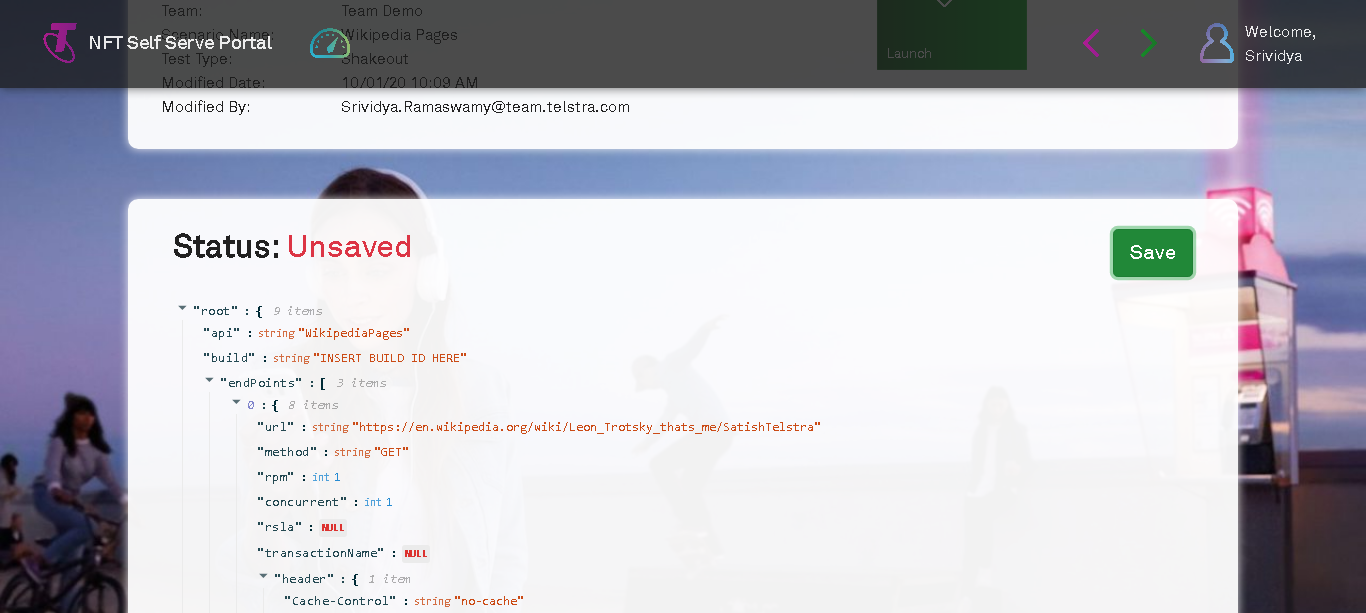 Team: Team Demo
NFT Self Serve Portal
Scenario Name: Wikipedia Pages
Test Type: Shakeout
Launch
Welcome,
Srividya
Modified Date: 10/01/20 10:09 AM
Modified By: Srividya.Ramaswamy@team.telstra.com
Status: Unsaved
Save
"root" : { 9 items
"api" : string "WikipediaPages"
"build" : string "INSERT BUILD ID HERE"
"endPoints" : [ 3 items
0 : { 8 items
"url" : string "https://en.wikipedia.org/wiki/Leon_Trotsky_thats_me/SatishTelstra"
"method" : string "GET"
"rpm" : int 1
"concurrent" : int 1
"rsla" : NULL
"transactionName" : NULL
"header" : { 1 item
"Cache-Control" : string "no-cache"